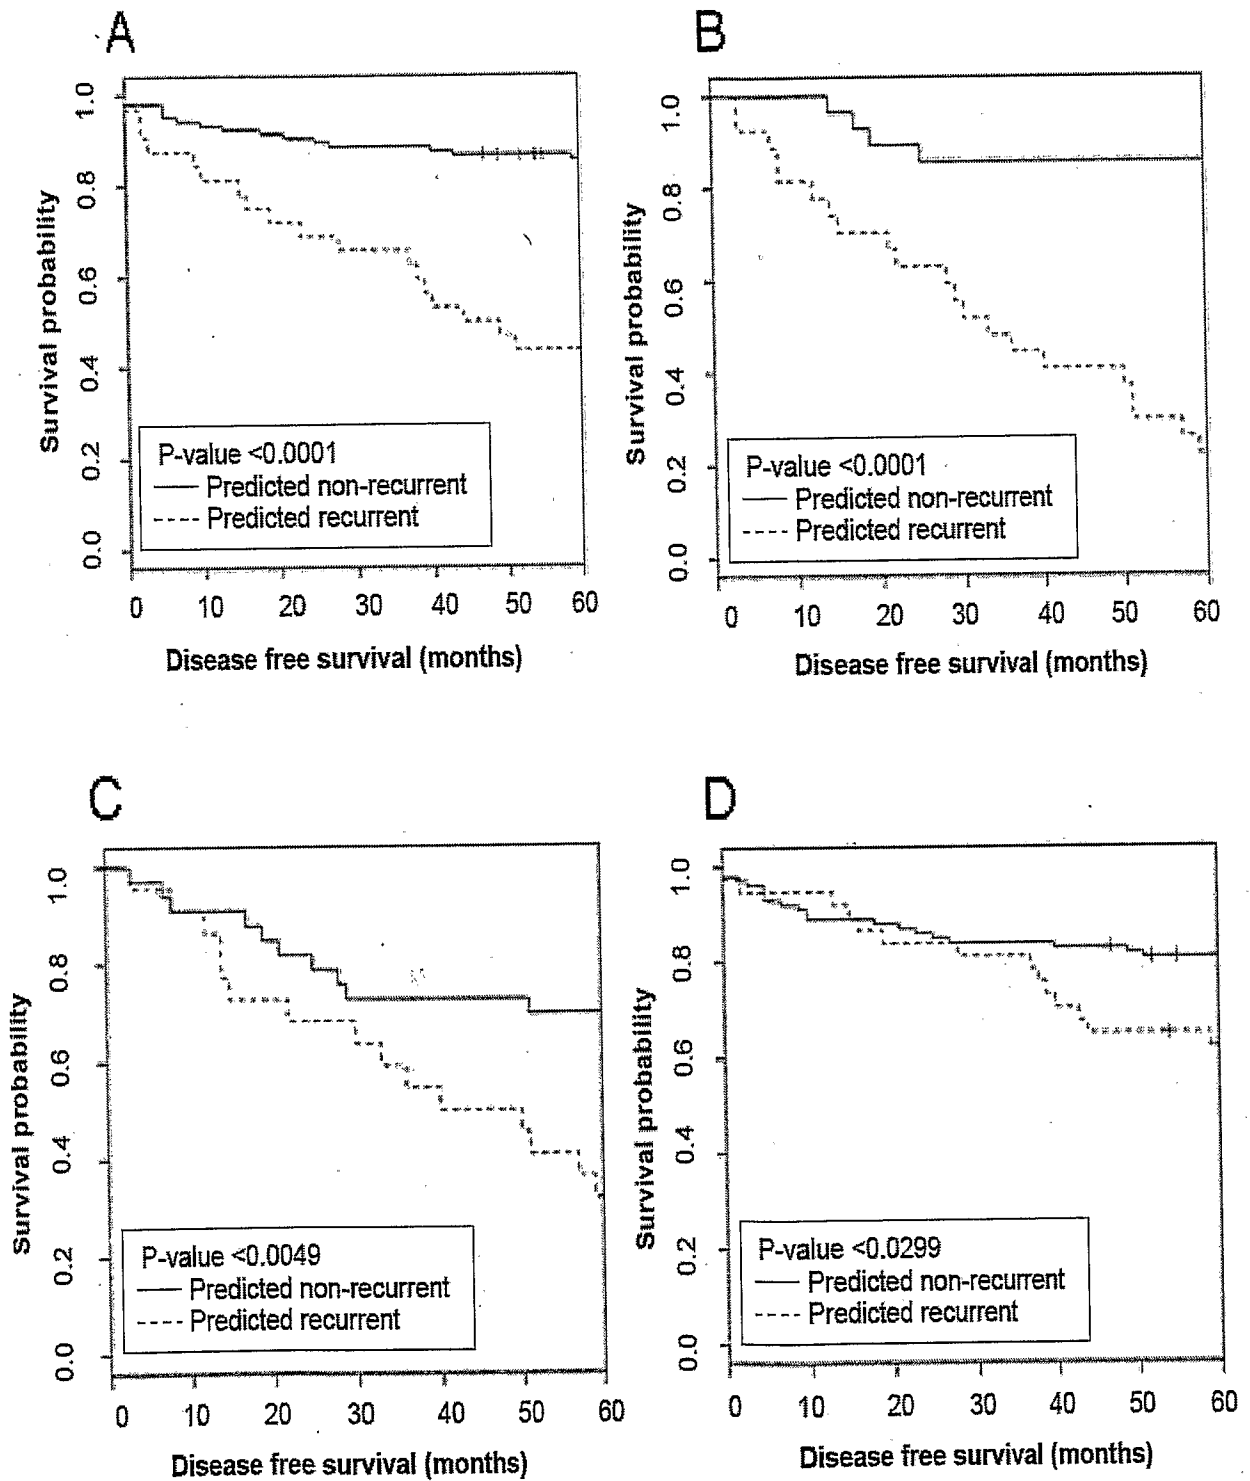 A
1.0
0.8
0.6
0.4
0.2
0.0
Survival probability
P-value <0.0001
Predicted non-recurrent
Predicted recurrent
0 10 20 30 40 50 60
Disease free survival (months)
B
1.0
0.8
0.6
0.4
0.2
0.0
Survival probability
P-value <0.0001
Predicted non-recurrent
Predicted recurrent
0 10 20 30 40 50 60
Disease free survival (months)
C
1.0
0.8
0.6
0.4
0.2
0.0
Survival probability
P-value <0.0049
Predicted non-recurrent
Predicted recurrent
0 10 20 30 40 50 60
Disease free survival (months)
D
1.0
0.8
0.6
0.4
0.2
0.0
Survival probability
P-value <0.0299
Predicted non-recurrent
Predicted recurrent
0 10 20 30 40 50 60
Disease free survival (months)